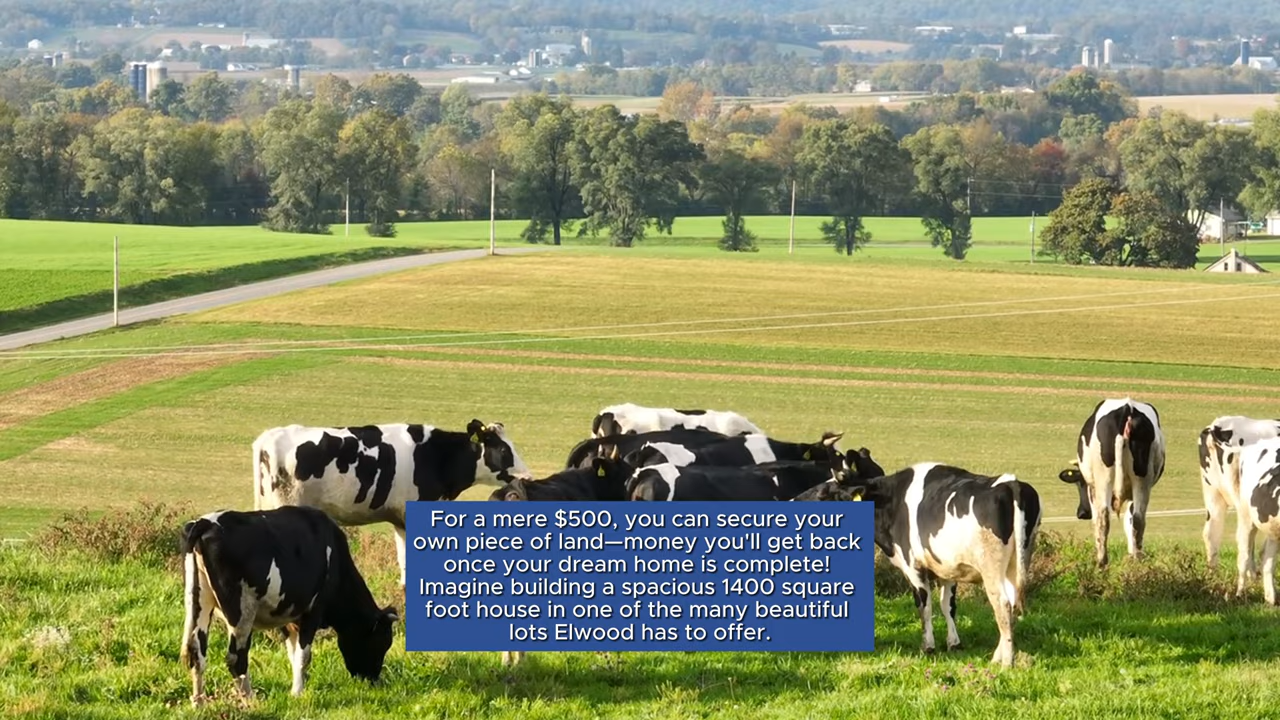 For a mere $500, you can secure your
own piece of land—money you'll get back
once your dream home is complete!
Imagine building a spacious 1400 square
foot house in one of the many beautiful
lots Elwood has to offer.